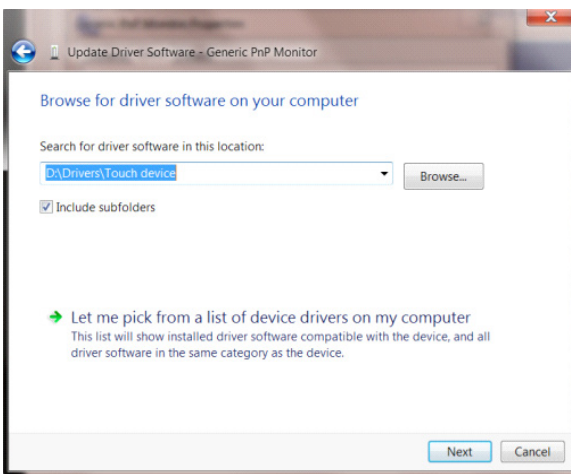 Update Driver Software - Generic PnP Monitor
Browse for driver software on your computer
Search for driver software in this location:
D:\Drivers\Touch device
Browse...
Include subfolders
Let me pick from a list of device drivers on my computer
This list will show installed driver software compatible with the device, and all
driver software in the same category as the device.
Next
Cancel